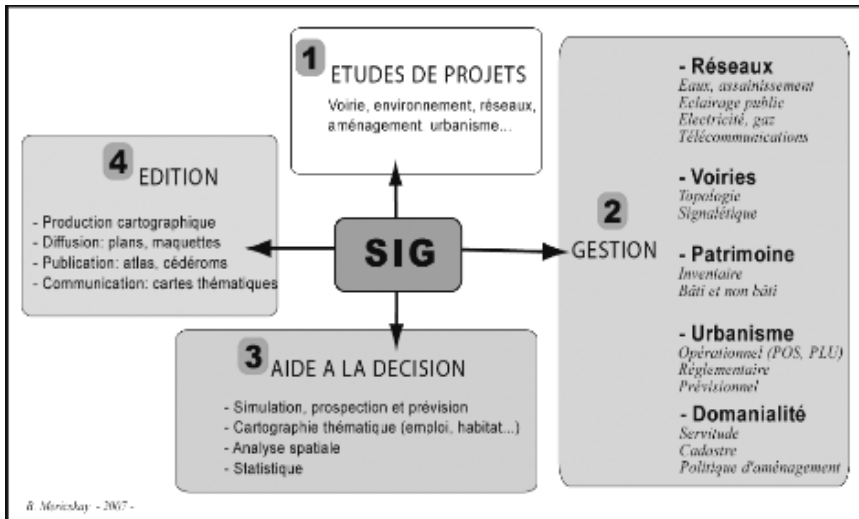 1
ETUDES DE PROJETS
Voirie, environnement, réseaux,
aménagement urbanisme...
4
EDITION
- Production cartographique
- Diffusion: plans, maquettes
- Publication: atlas, cédéroms
- Communication: cartes thématiques
SIG
2
GESTION
- Réseaux
Eaux, assainissement
Eclairage public
Electricité, gaz
Télécommunications
- Voiries
Topologie
Signalétique
- Patrimoine
Inventaire
Bâti et non bâti
- Urbanisme
Opérationnel (POS, PLU)
Réglementaire
Prévisionnel
- Domanialité
Servitude
Cadastre
Politique d'aménagement
3
AIDE A LA DECISION
- Simulation, prospection et prévision
- Cartographie thématique (emploi, habitat...)
- Analyse spatiale
- Statistique
B. - 2007 -